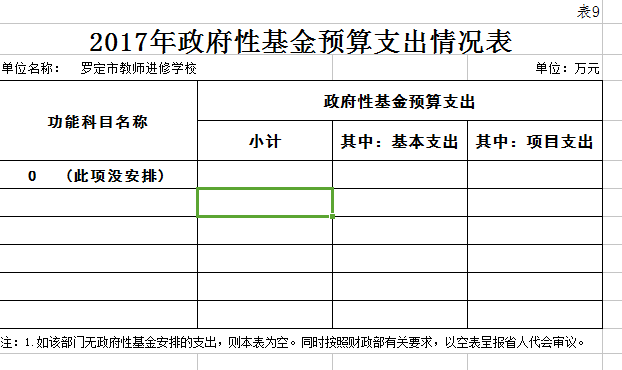 表9
2017年政府性基金预算支出情况表
单位名称： 罗定市教师进修学校 单位：万元
功能科目名称
政府性基金预算支出
小计 其中：基本支出 其中：项目支出
0 （此项没安排）
注：1.如该部门无政府性基金安排的支出，则本表为空。同时按照财政部有关要求，以空表呈报省人代会审议。